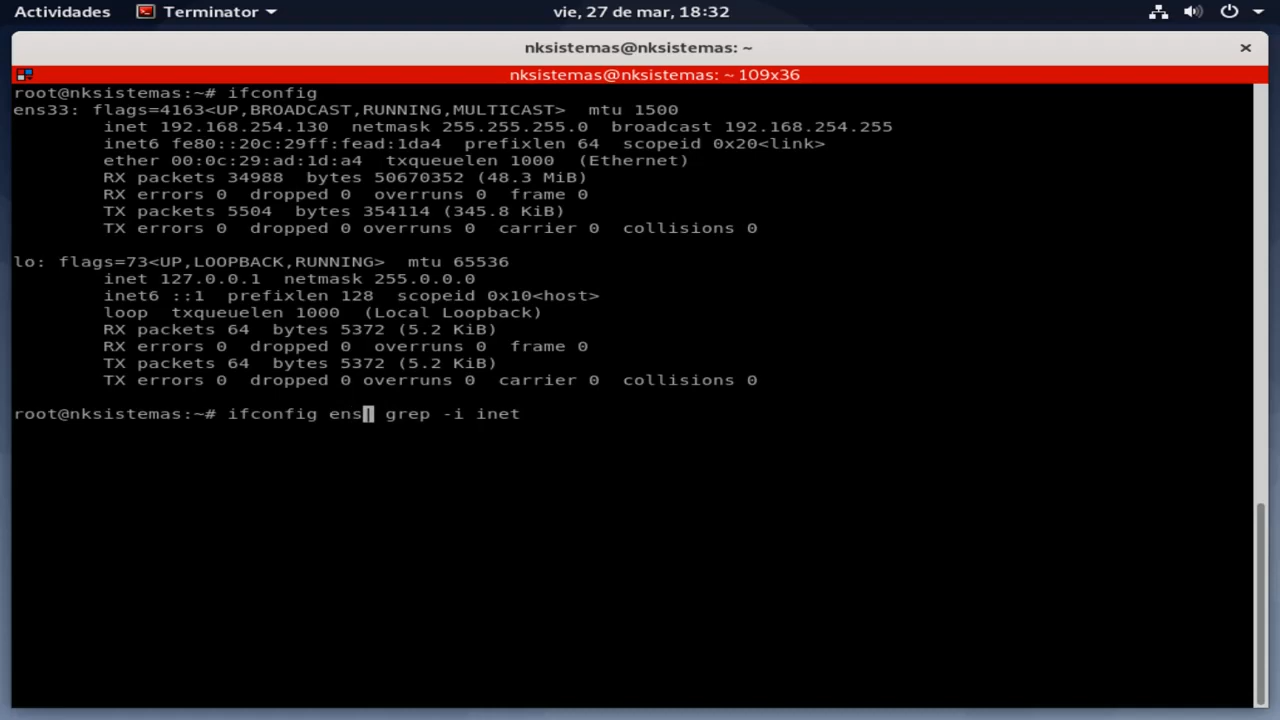 Actividades Terminator vie, 27 de mar, 18:32
nksistemas@nksistemas: ~
nksistemas@nksistemas: ~ 109x36
root@nksistemas:~# ifconfig
ens33: flags=4163<UP,BROADCAST,RUNNING,MULTICAST>  mtu 1500
        inet 192.168.254.130  netmask 255.255.255.0  broadcast 192.168.254.255
        inet6 fe80::20c:29ff:fead:1da4  prefixlen 64  scopeid 0x20<link>
        ether 00:0c:29:ad:1d:a4  txqueuelen 1000  (Ethernet)
        RX packets 34988  bytes 50670352 (48.3 MiB)
        RX errors 0  dropped 0  overruns 0  frame 0
        TX packets 5504  bytes 354114 (345.8 KiB)
        TX errors 0  dropped 0 overruns 0  carrier 0  collisions 0
lo: flags=73<UP,LOOPBACK,RUNNING>  mtu 65536
        inet 127.0.0.1  netmask 255.0.0.0
        inet6 ::1  prefixlen 128  scopeid 0x10<host>
        loop  txqueuelen 1000  (Local Loopback)
        RX packets 64  bytes 5372 (5.2 KiB)
        RX errors 0  dropped 0  overruns 0  frame 0
        TX packets 64  bytes 5372 (5.2 KiB)
        TX errors 0  dropped 0 overruns 0  carrier 0  collisions 0
root@nksistemas:~# ifconfig ens| grep -i inet